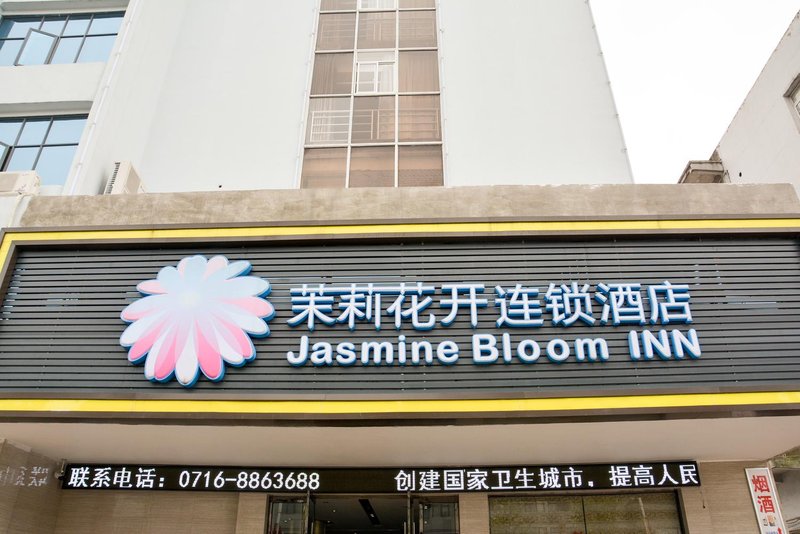 茉莉花开连锁酒店
Jasmine Bloom INN
联系电话：0716-8863688 创建国家卫生城市，提高人民
烟酒